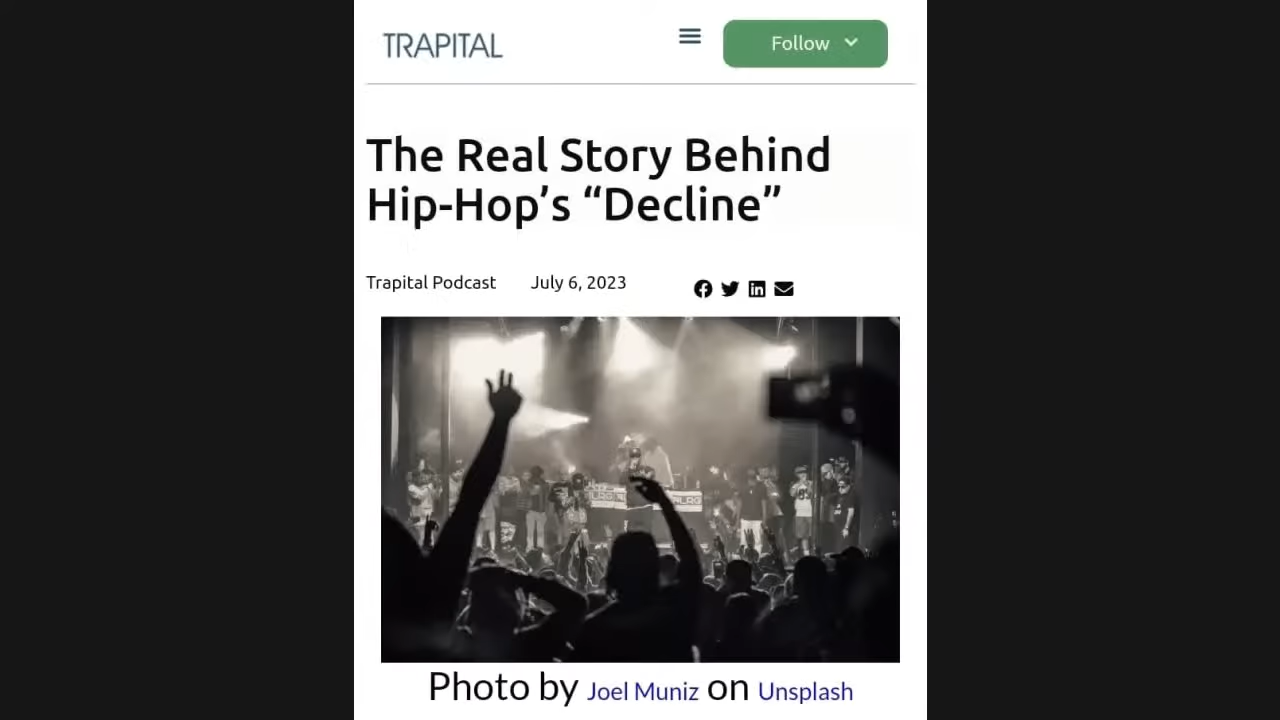 TRAPITAL
Follow
The Real Story Behind
Hip-Hop’s “Decline”
Trapital Podcast July 6, 2023
Photo by Joel Muniz on Unsplash